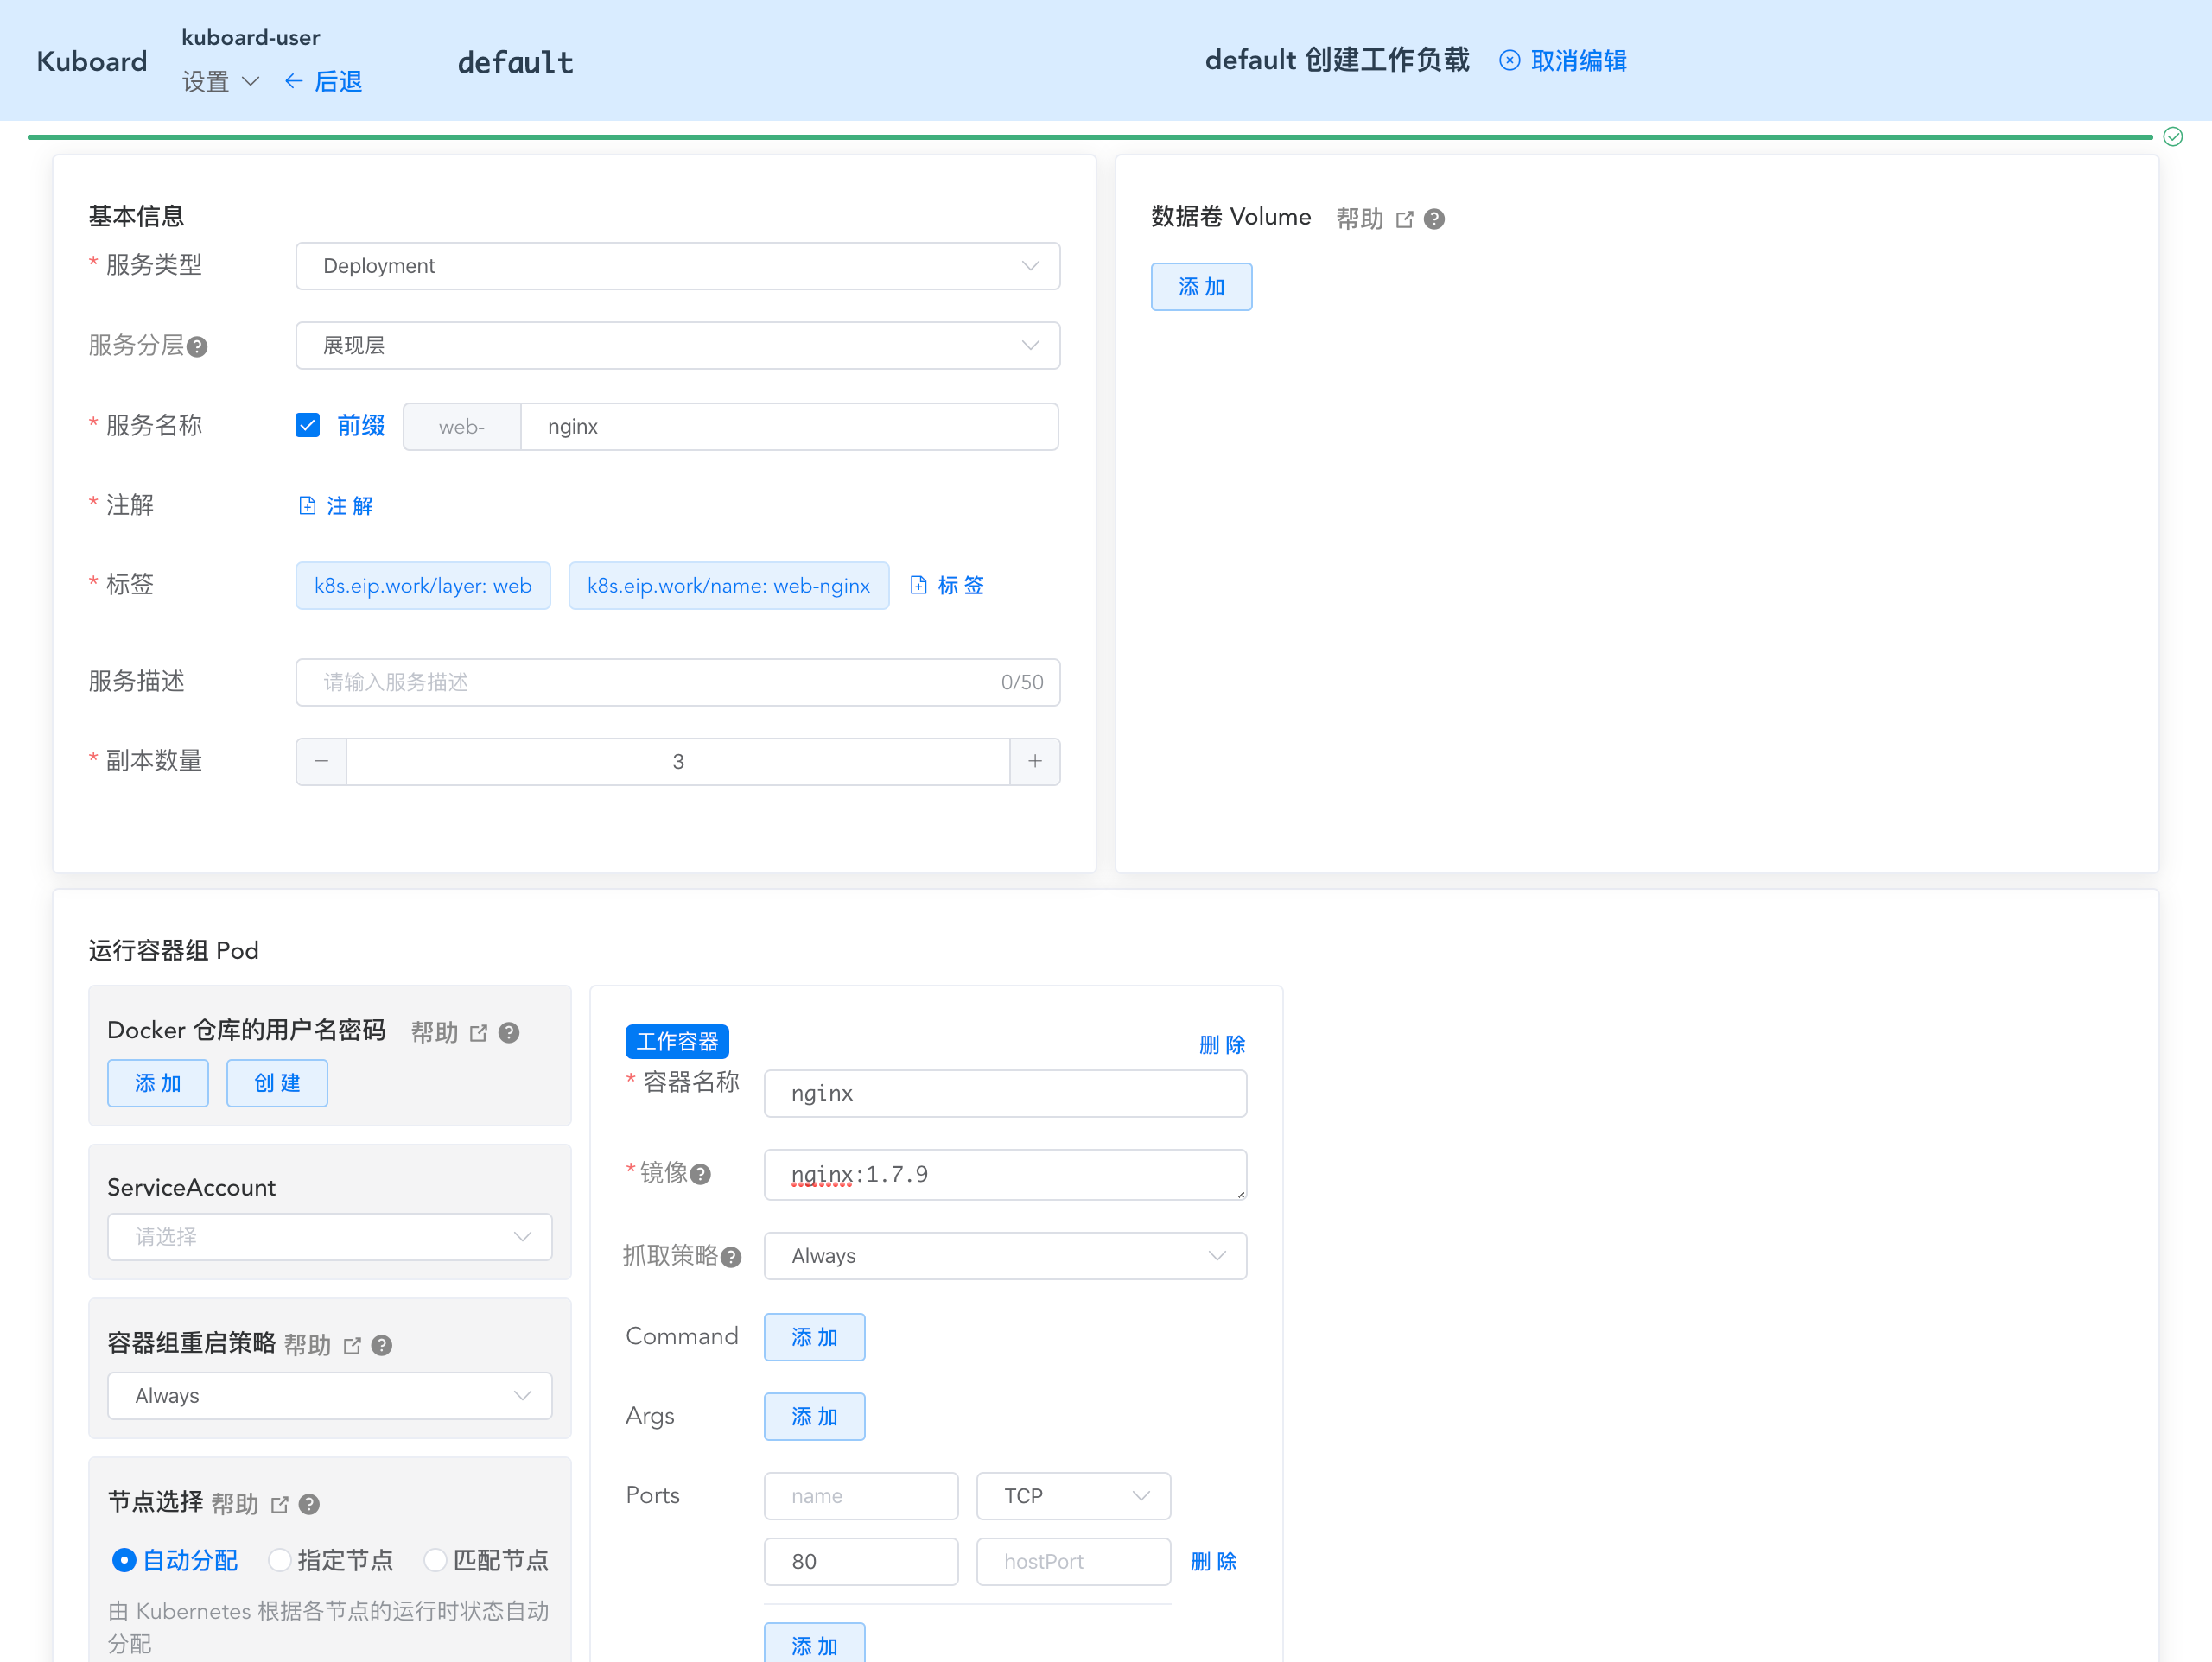 Kuboard
kuboard-user
设置
后退
default
default 创建工作负载
取消编辑
基本信息
* 服务类型
Deployment
服务分层?
展现层
* 服务名称
前缀
web-
nginx
* 注解
注 解
* 标签
k8s.eip.work/layer: web
k8s.eip.work/name: web-nginx
标 签
服务描述
请输入服务描述
0/50
* 副本数量
3
数据卷 Volume
帮助
添 加
运行容器组 Pod
Docker 仓库的用户名密码
帮助
添 加
创 建
ServiceAccount
请选择
容器组重启策略
帮助
Always
节点选择
帮助
自动分配
指定节点
匹配节点
由 Kubernetes 根据各节点的运行时状态自动
分配
工作容器
删 除
* 容器名称
nginx
* 镜像?
nginx:1.7.9
抓取策略?
Always
Command
添 加
Args
添 加
Ports
name
TCP
80
hostPort
删 除
添 加